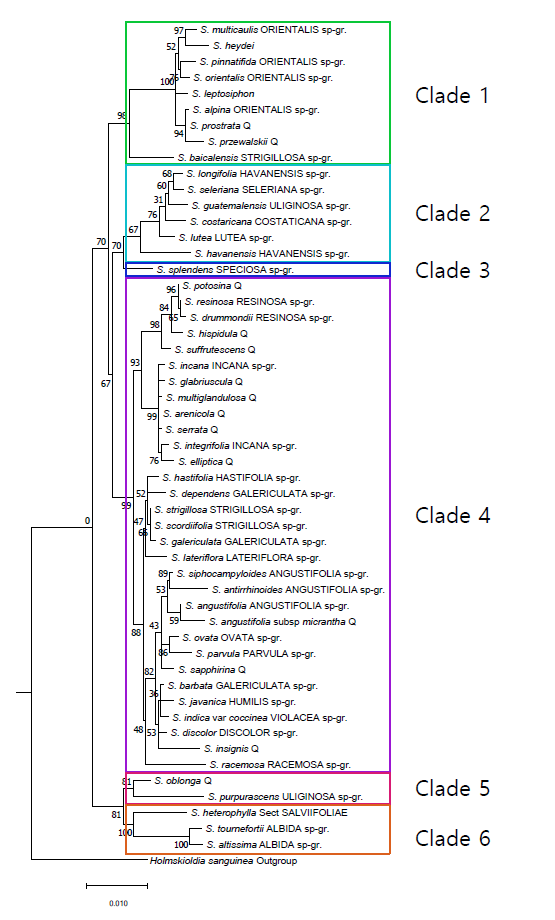 97
S. multicaulis ORIENTALIS sp-gr.
52
S. heydei
S. pinnatifida ORIENTALIS sp-gr.
76
S. orientalis ORIENTALIS sp-gr.
100
S. leptosiphon
Clade 1
S. alpina ORIENTALIS sp-gr.
98
S. prostrata Q
94
S. przewalskii Q
S. baicalensis STRIGILLOSA sp-gr.
68
S. longifolia HAVANENSIS sp-gr.
60
S. seleriana SELERIANA sp-gr.
31
S. guatemalensis ULIGINOSA sp-gr.
Clade 2
76
S. costaricana COSTATICANA sp-gr.
67
S. lutea LUTEA sp-gr.
70
70
S. havanensis HAVANENSIS sp-gr.
S. splendens SPECIOSA sp-gr.
Clade 3
96
S. potosina Q
S. resinosa RESINOSA sp-gr.
84
65
S. drummondii RESINOSA sp-gr.
98
S. hispidula Q
S. suffrutescens Q
93
S. incana INCANA sp-gr.
67
S. glabriuscula Q
S. multiglandulosa Q
99
S. arenicola Q
S. serrata Q
S. integrifolia INCANA sp-gr.
76
S. elliptica Q
S. hastifolia HASTIFOLIA sp-gr.
52
S. dependens GALERICULATA sp-gr.
99
S. strigillosa STRIGILLOSA sp-gr.
Clade 4
0
47
S. scordiifolia STRIGILLOSA sp-gr.
S. galericulata GALERICULATA sp-gr.
S. lateriflora LATERIFLORA sp-gr.
89
S. siphocampyloides ANGUSTIFOLIA sp-gr.
53
S. antirrhinoides ANGUSTIFOLIA sp-gr.
S. angustifolia ANGUSTIFOLIA sp-gr.
59
S. angustifolia subsp micrantha Q
43
88
S. ovata OVATA sp-gr.
86
S. parvula PARVULA sp-gr.
82
S. sapphirina Q
S. barbata GALERICULATA sp-gr.
36
S. javanica HUMILIS sp-gr.
S. indica var coccinea VIOLACEA sp-gr.
48
53
S. discolor DISCOLOR sp-gr.
S. insignis Q
S. racemosa RACEMOSA sp-gr.
81
S. oblonga Q
Clade 5
S. purpurascens ULIGINOSA sp-gr.
81
S. heterophylla Sect SALVIIFOLIAE
100
S. tournefortii ALBIDA sp-gr.
Clade 6
100
S. altissima ALBIDA sp-gr.
Holmskioldia sanguinea Outgroup
0.010